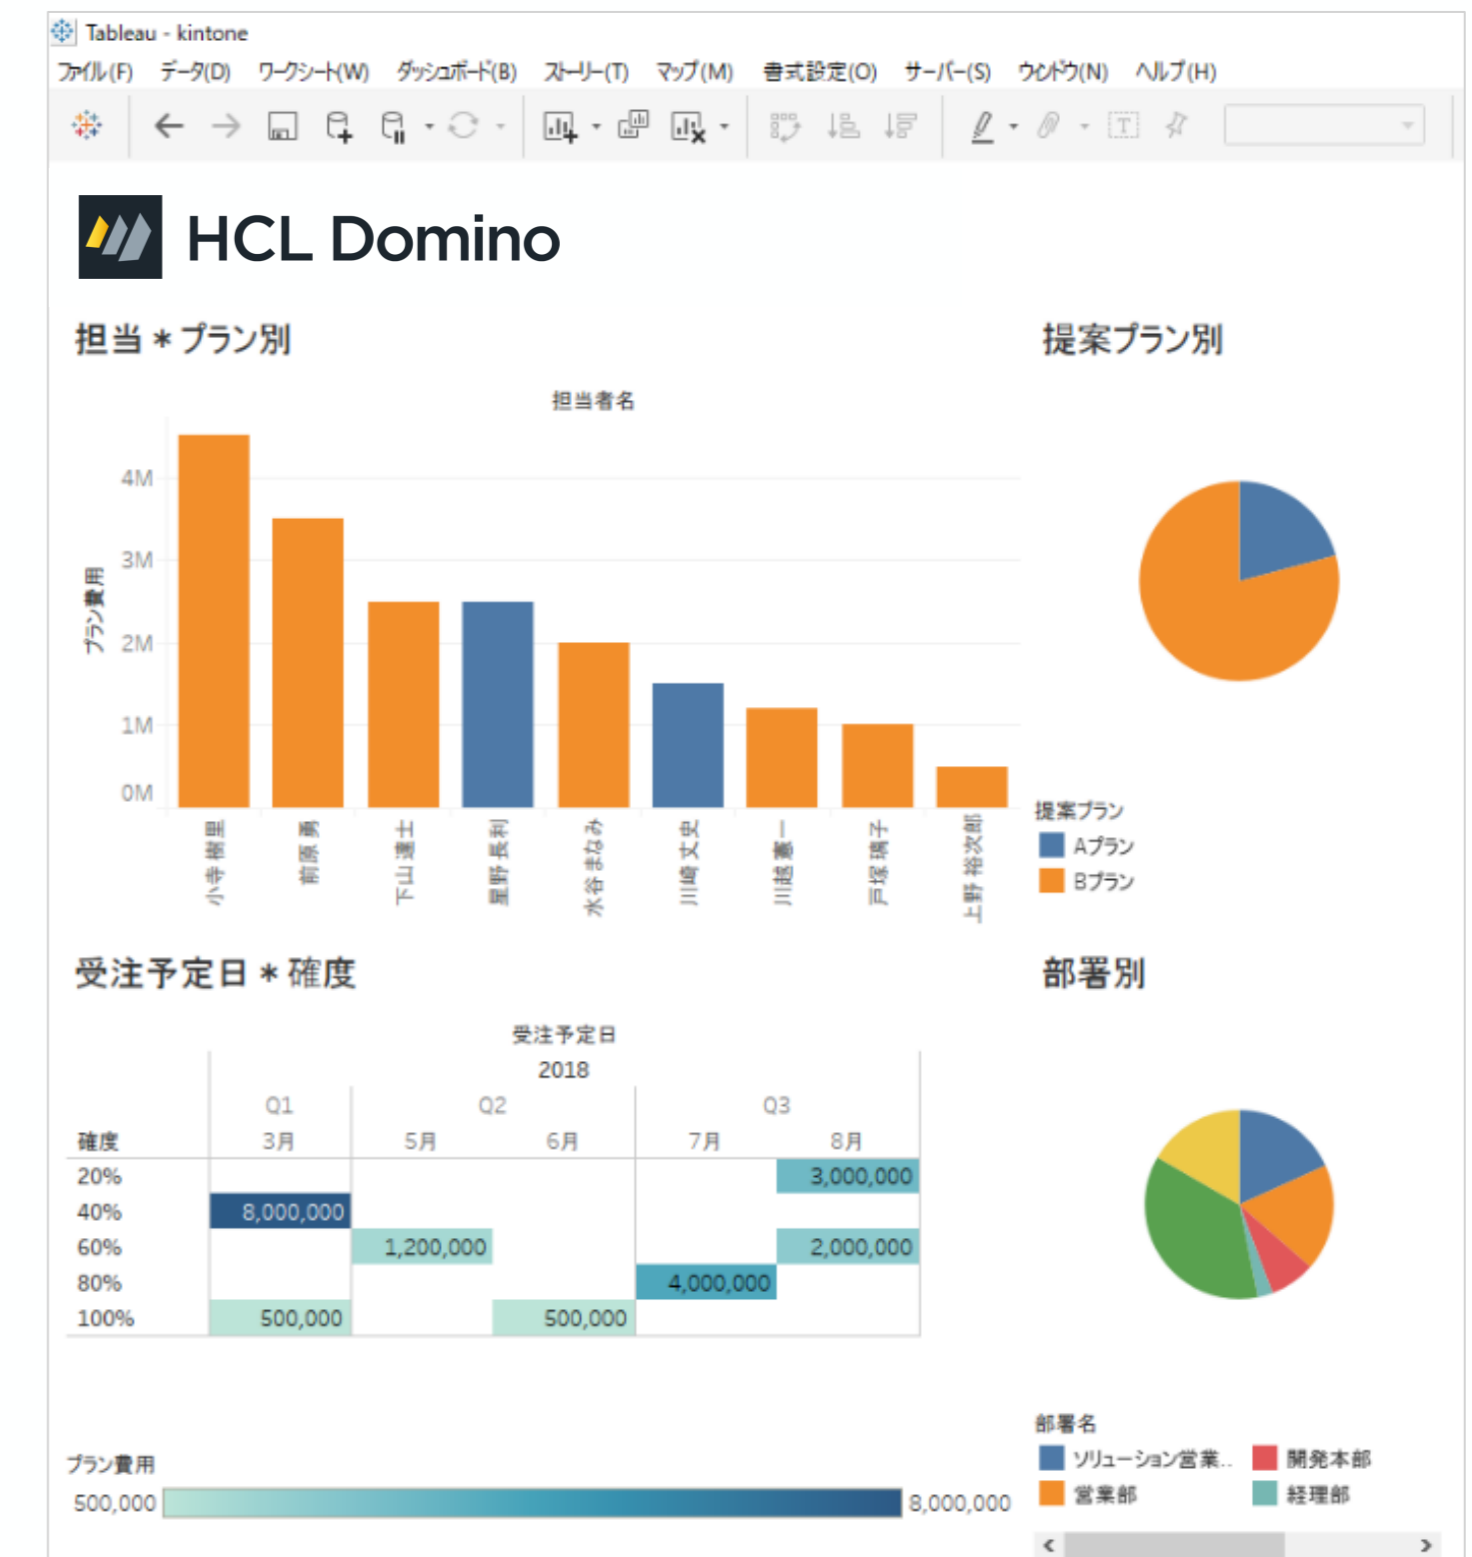 Tableau - kintone
ファイル(F) データ(D) ワークシート(W) ダッシュボード(B) ストーリー(T) マップ(M) 書式設定(O) サーバー(S) ウィンドウ(N) ヘルプ(H)
HCL Domino
担当＊プラン別
担当者名
プラン費用
4M
3M
2M
1M
0M
小寺 樹里
前原 勇
下山 達士
星野 長利
水谷 まなみ
川崎 丈史
川越 憲一
戸塚 璃子
上野 裕次郎
提案プラン別
提案プラン
Aプラン
Bプラン
受注予定日＊確度
受注予定日
2018
Q1 Q2 Q3
確度 3月 5月 6月 7月 8月
20% 3,000,000
40% 8,000,000
60% 1,200,000 2,000,000
80% 4,000,000
100% 500,000 500,000
プラン費用
500,000 8,000,000
部署別
部署名
ソリューション営業.. 開発本部
営業部 経理部